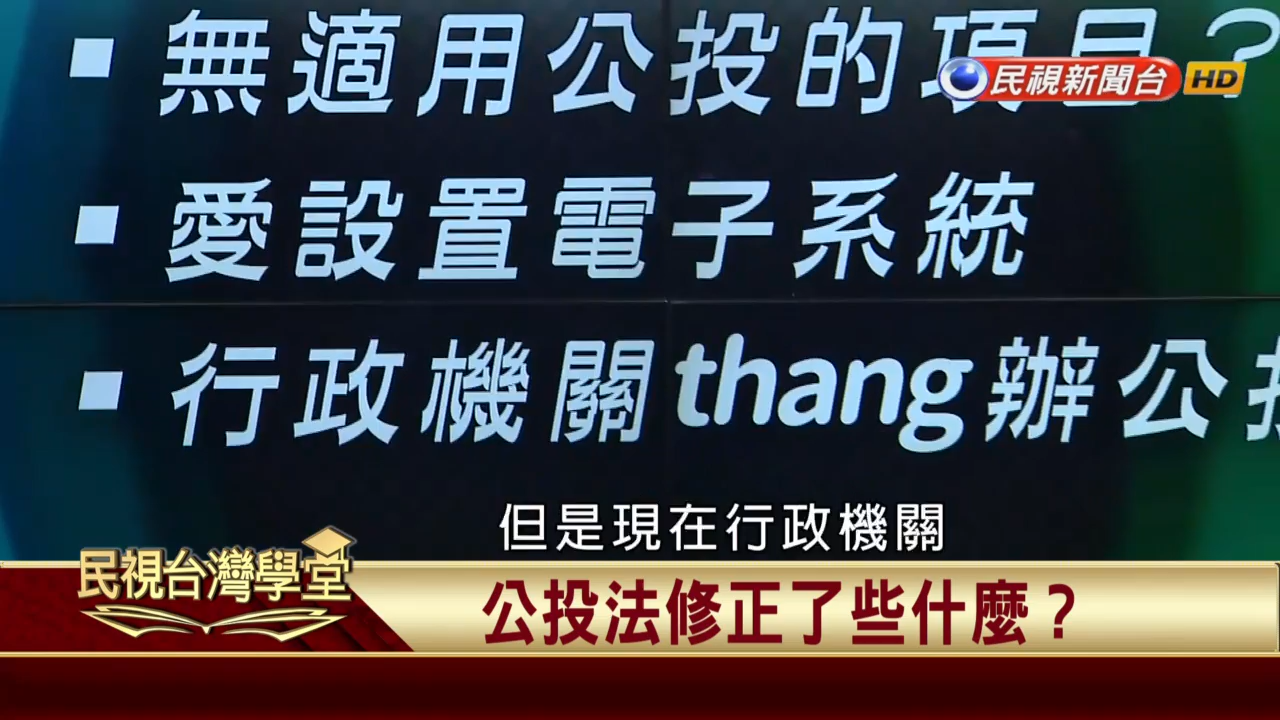 無適用公投的項目?
民視新聞台 HD
愛設置電子系統
行政機關thang辦公投
但是現在行政機關
民視台灣學堂
公投法修正了些什麼?